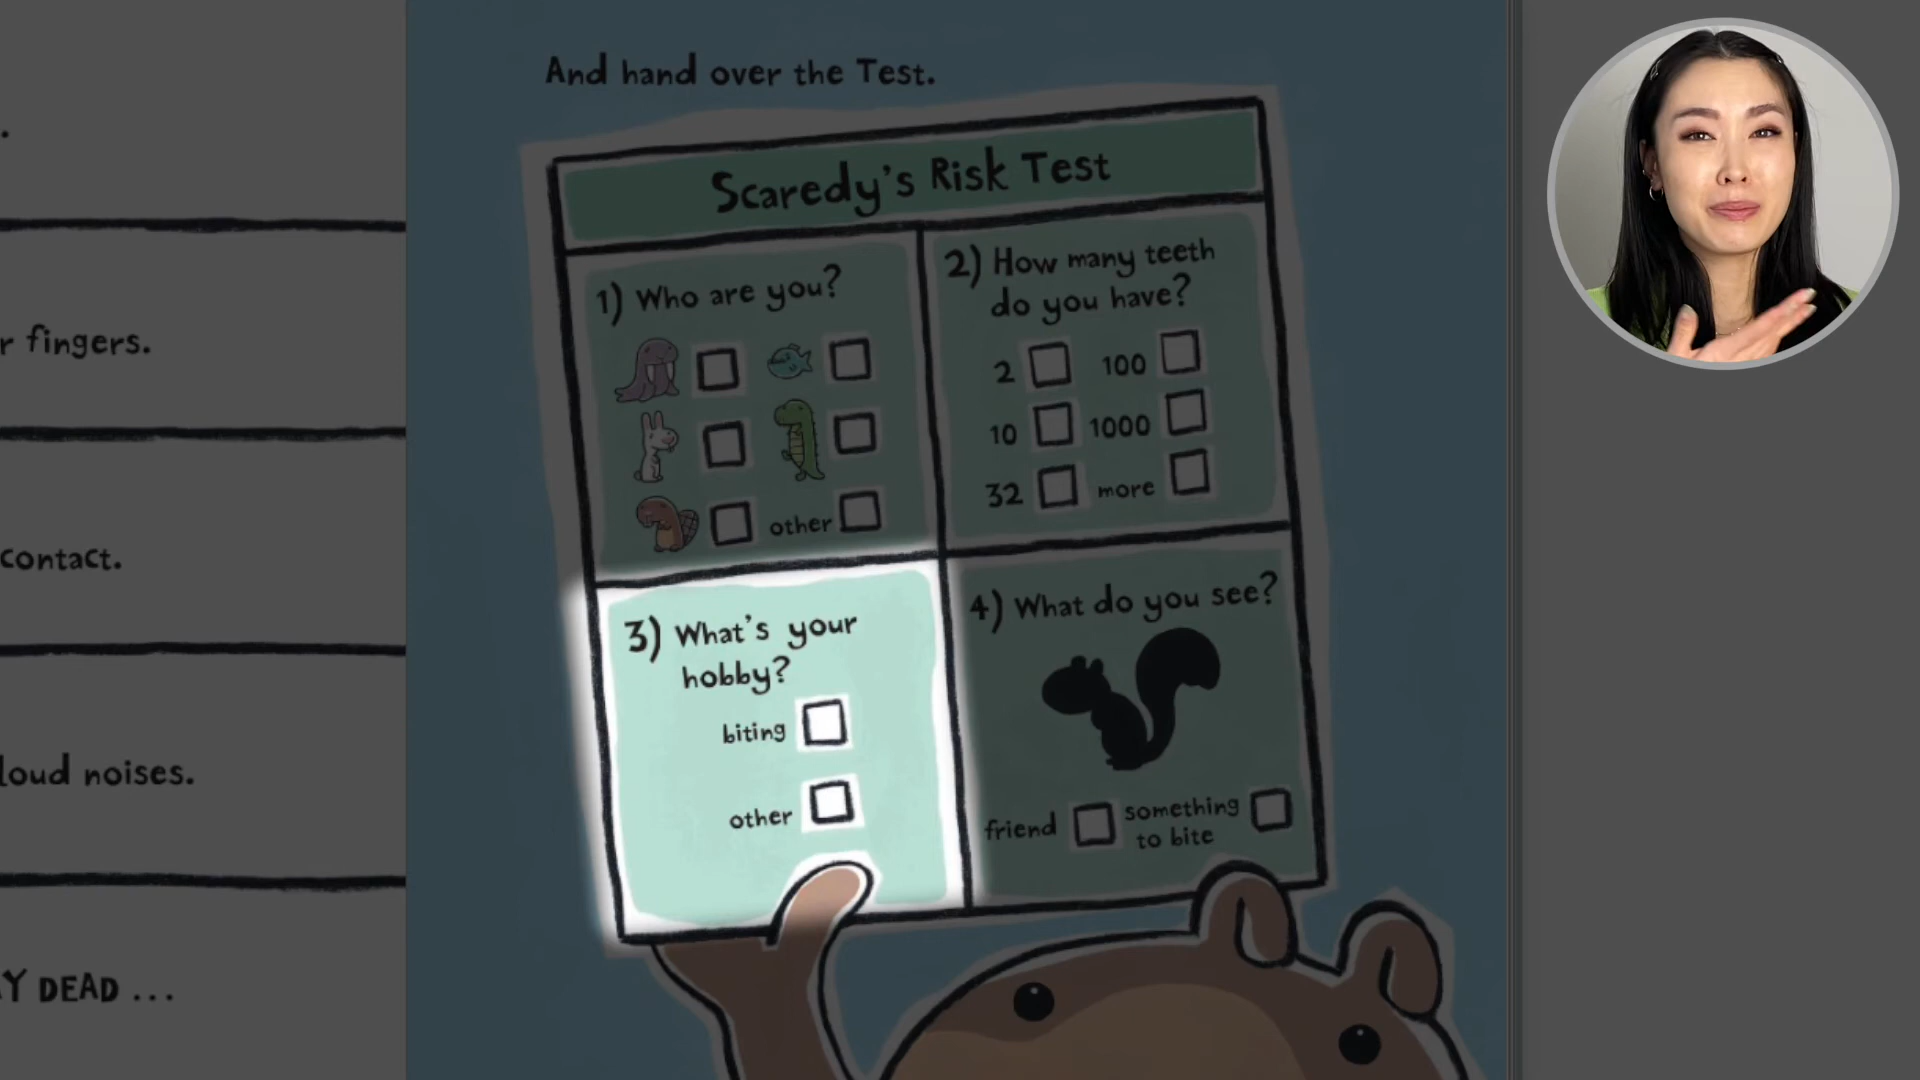 .
r fingers.
contact.
loud noises.
Y DEAD ...
And hand over the Test.
Scaredy's Risk Test
1) Who are you?
other
2) How many teeth
do you have?
2 100
10 1000
32 more
3) What's your
hobby?
biting
other
4) What do you see?
friend something
to bite